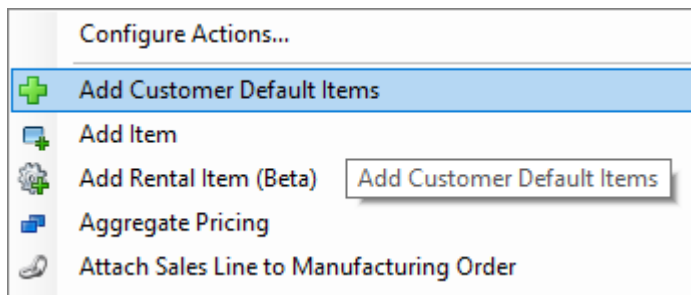 Configure Actions...
Add Customer Default Items
Add Item
Add Rental Item (Beta)
Add Customer Default Items
Aggregate Pricing
Attach Sales Line to Manufacturing Order